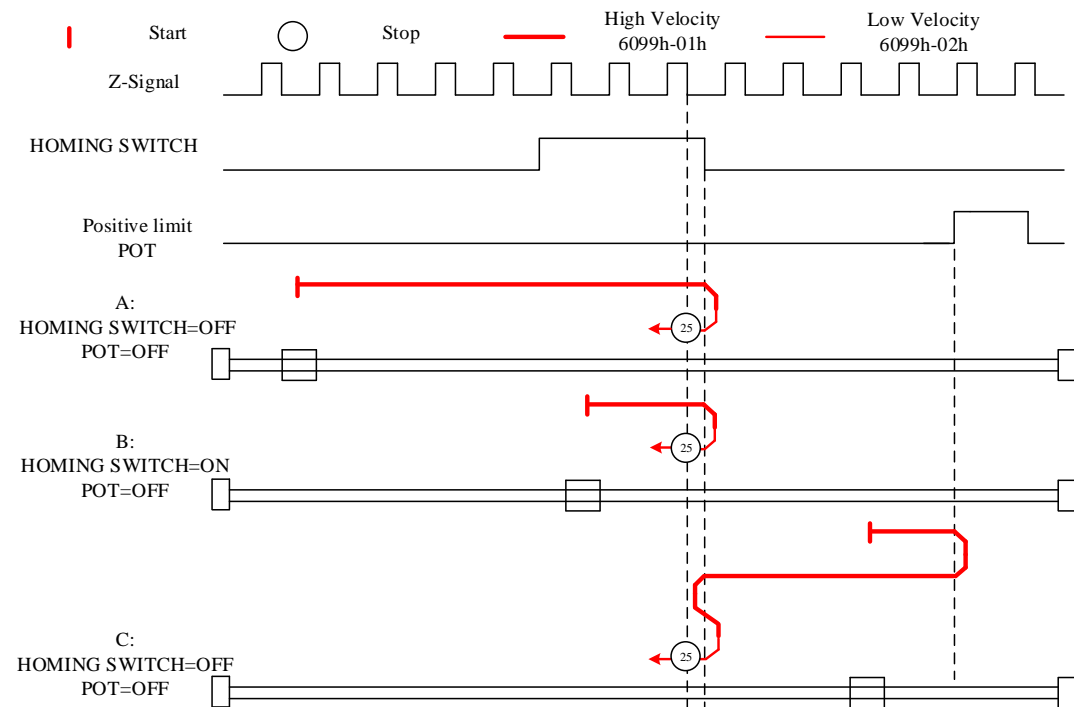 Start
Stop
High Velocity
6099h-01h
Low Velocity
6099h-02h
Z-Signal
HOMING SWITCH
Positive limit
POT
A:
HOMING SWITCH=OFF
POT=OFF
25
B:
HOMING SWITCH=ON
POT=OFF
25
C:
HOMING SWITCH=OFF
POT=OFF
25